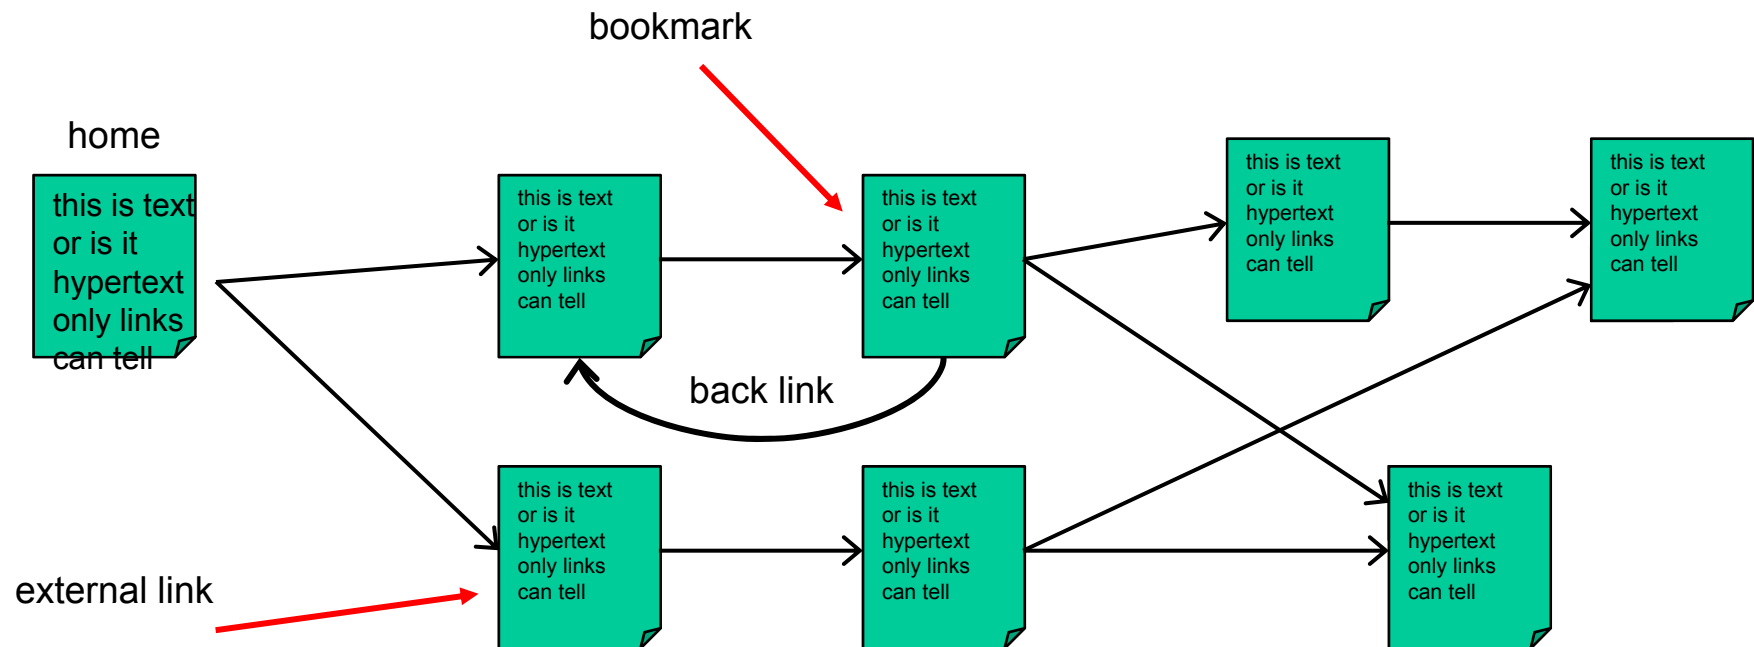 bookmark
home
this is text
or is it
hypertext
only links
can tell
this is text
or is it
hypertext
only links
can tell
this is text
or is it
hypertext
only links
can tell
this is text
or is it
hypertext
only links
can tell
this is text
or is it
hypertext
only links
can tell
back link
external link
this is text
or is it
hypertext
only links
can tell
this is text
or is it
hypertext
only links
can tell
this is text
or is it
hypertext
only links
can tell